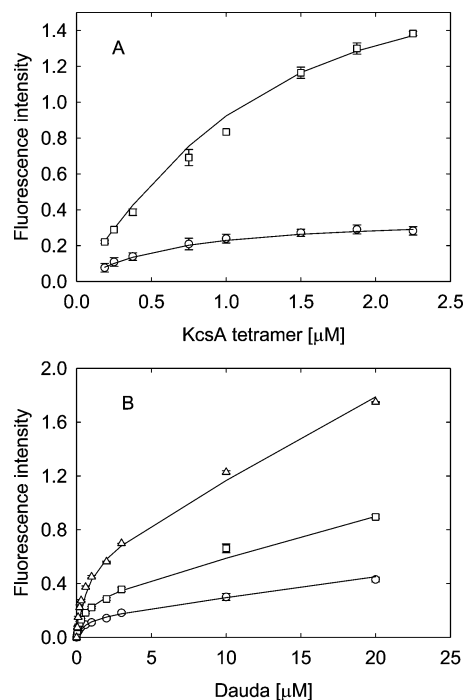 A
Fluorescence intensity
1.4
1.2
1.0
0.8
0.6
0.4
0.2
0.0
0.0 0.5 1.0 1.5 2.0 2.5
KcsA tetramer [μM]
B
Fluorescence intensity
2.0
1.6
1.2
0.8
0.4
0.0
0 5 10 15 20 25
Dauda [μM]